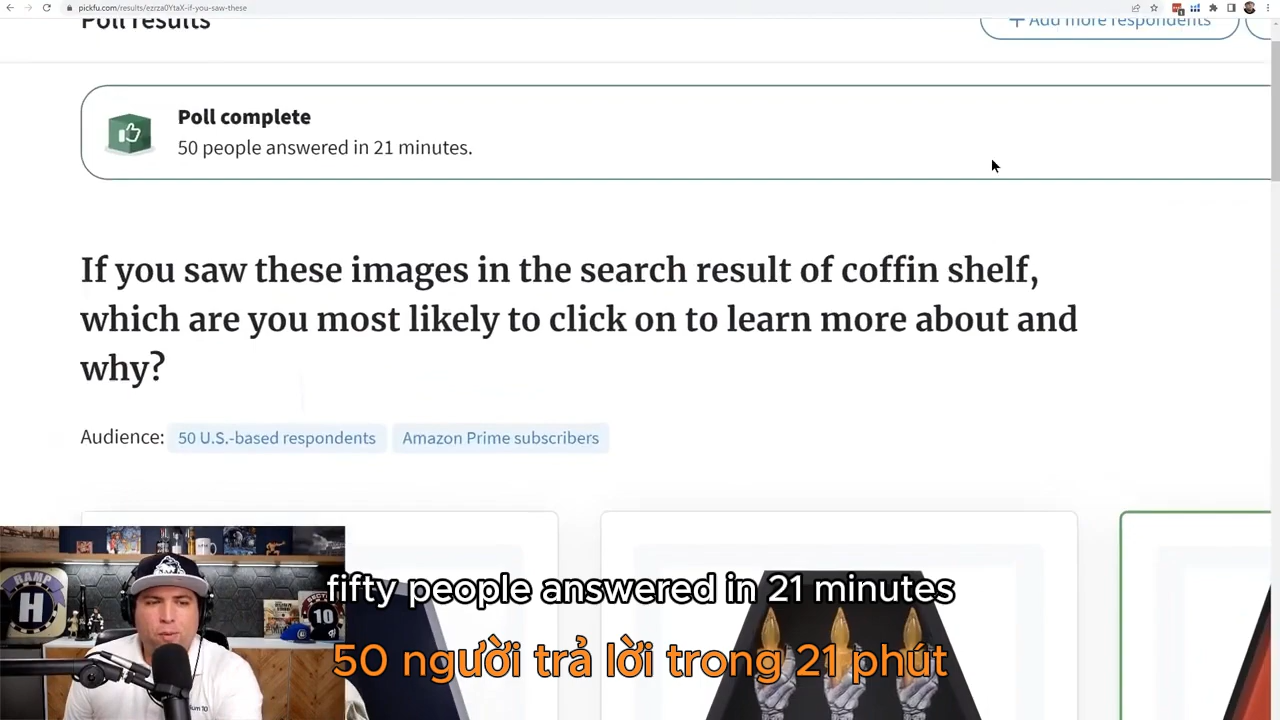 pickfu.com/results/ezrza0YtaX-if-you-saw-these
Poll results
Add more respondents
Poll complete
50 people answered in 21 minutes.
If you saw these images in the search result of coffin shelf,
which are you most likely to click on to learn more about and
why?
Audience: 50 U.S.-based respondents Amazon Prime subscribers
RAMP
H
10
fifty people answered in 21 minutes
50 người trả lời trong 21 phút